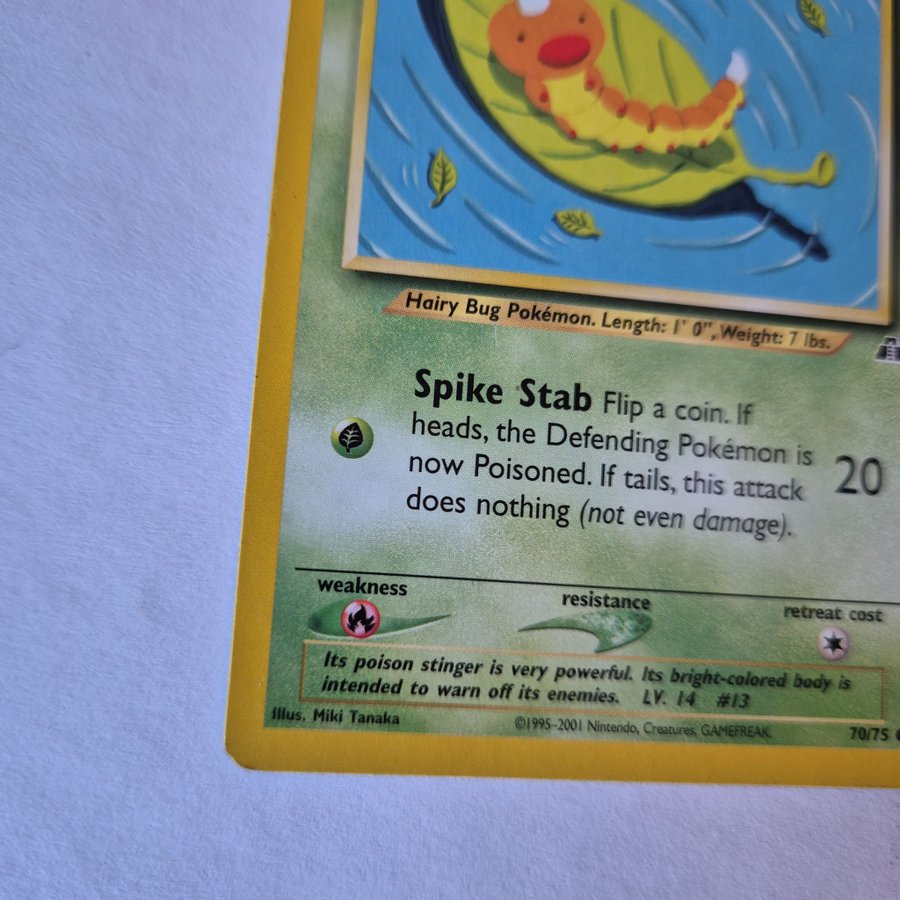 Hairy Bug Pokémon. Length: 1' 0", Weight: 7 lbs.
Spike Stab Flip a coin. If
heads, the Defending Pokémon is
now Poisoned. If tails, this attack
does nothing (not even damage).
20
weakness
resistance
retreat cost
Its poison stinger is very powerful. Its bright-colored body is
intended to warn off its enemies. LV. 14 #13
Illus. Miki Tanaka
©1995–2001 Nintendo, Creatures, GAMEFREAK.
70/75